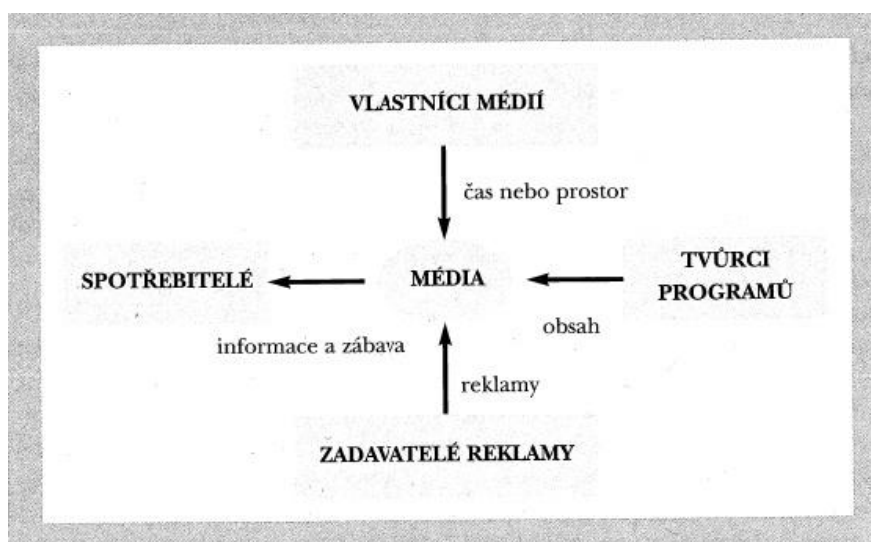 VLASTNÍCI MÉDIÍ
čas nebo prostor
SPOTŘEBITELÉ
MÉDIA
TVŮRCI
PROGRAMŮ
informace a zábava
obsah
reklamy
ZADAVATELÉ REKLAMY